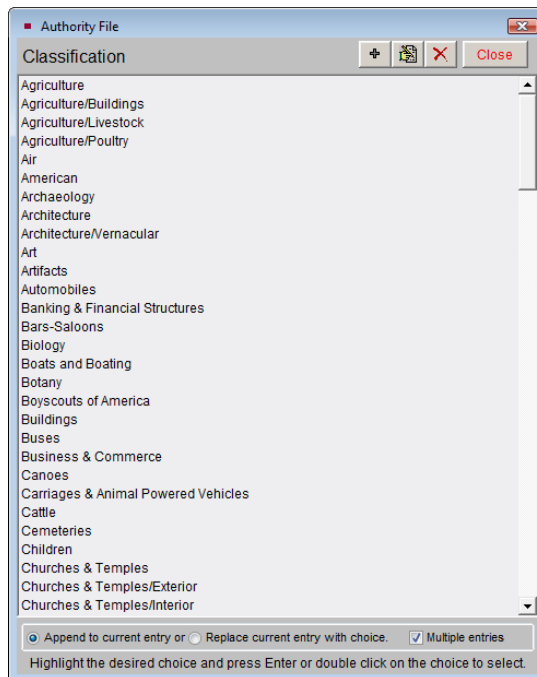 Authority File
Classification
Close
Agriculture
Agriculture/Buildings
Agriculture/Livestock
Agriculture/Poultry
Air
American
Archaeology
Architecture
Architecture/Vernacular
Art
Artifacts
Automobiles
Banking & Financial Structures
Bars-Saloons
Biology
Boats and Boating
Botany
Boyscouts of America
Buildings
Buses
Business & Commerce
Canoes
Carriages & Animal Powered Vehicles
Cattle
Cemeteries
Children
Churches & Temples
Churches & Temples/Exterior
Churches & Temples/Interior
Append to current entry or Replace current entry with choice. Multiple entries
Highlight the desired choice and press Enter or double click on the choice to select.